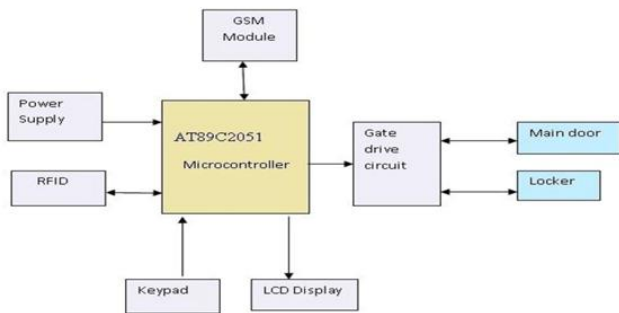 GSM
Module
Power
Supply
AT89C2051
Microcontroller
Gate
drive
circuit
Main door
RFID
Locker
Keypad
LCD Display